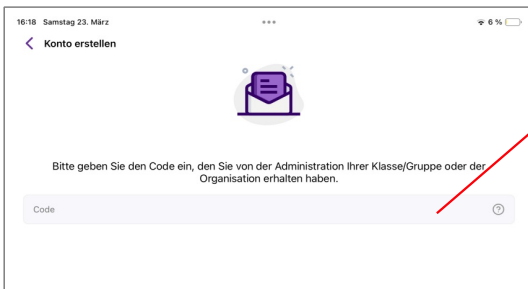 16:18 Samstag 23. März
6 %
Konto erstellen
Bitte geben Sie den Code ein, den Sie von der Administration Ihrer Klasse/Gruppe oder der
Organisation erhalten haben.
Code
?